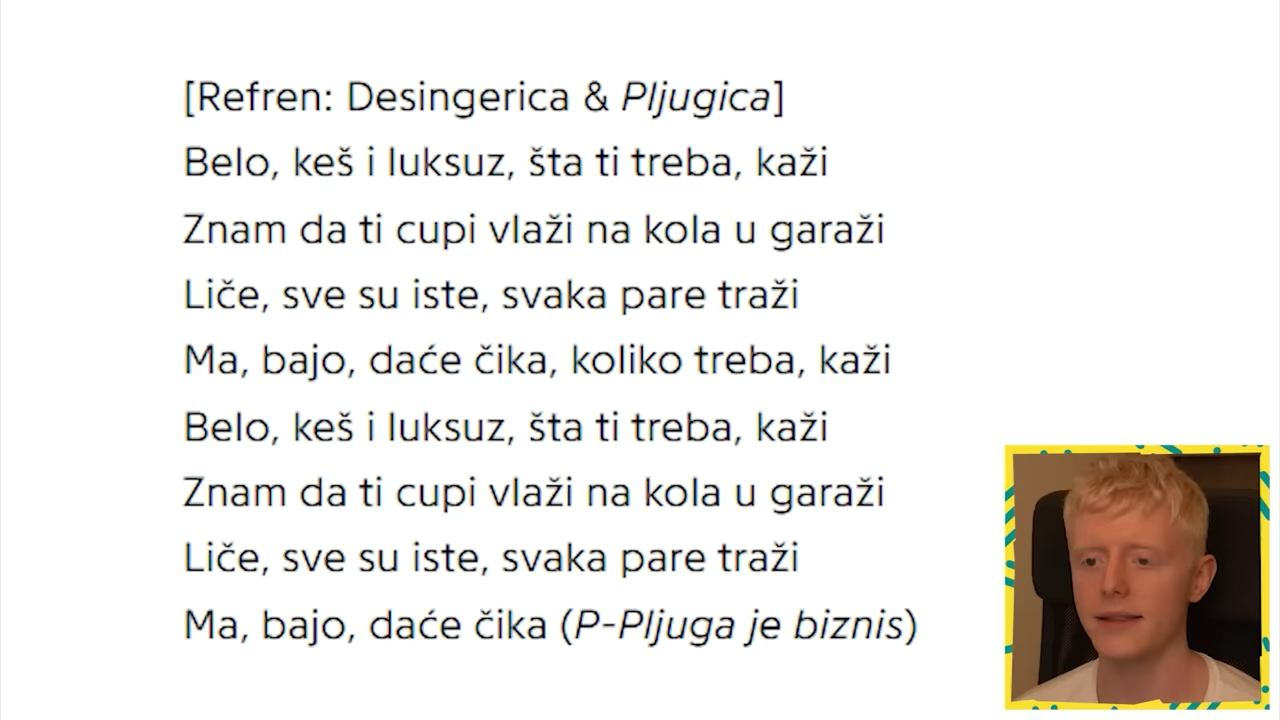 [Refren: Desingerica & Pljugica]
Belo, keš i luksuz, šta ti treba, kaži
Znam da ti cupi vlaži na kola u garaži
Liče, sve su iste, svaka pare traži
Ma, bajo, daće čika, koliko treba, kaži
Belo, keš i luksuz, šta ti treba, kaži
Znam da ti cupi vlaži na kola u garaži
Liče, sve su iste, svaka pare traži
Ma, bajo, daće čika (P-Pljuga je biznis)